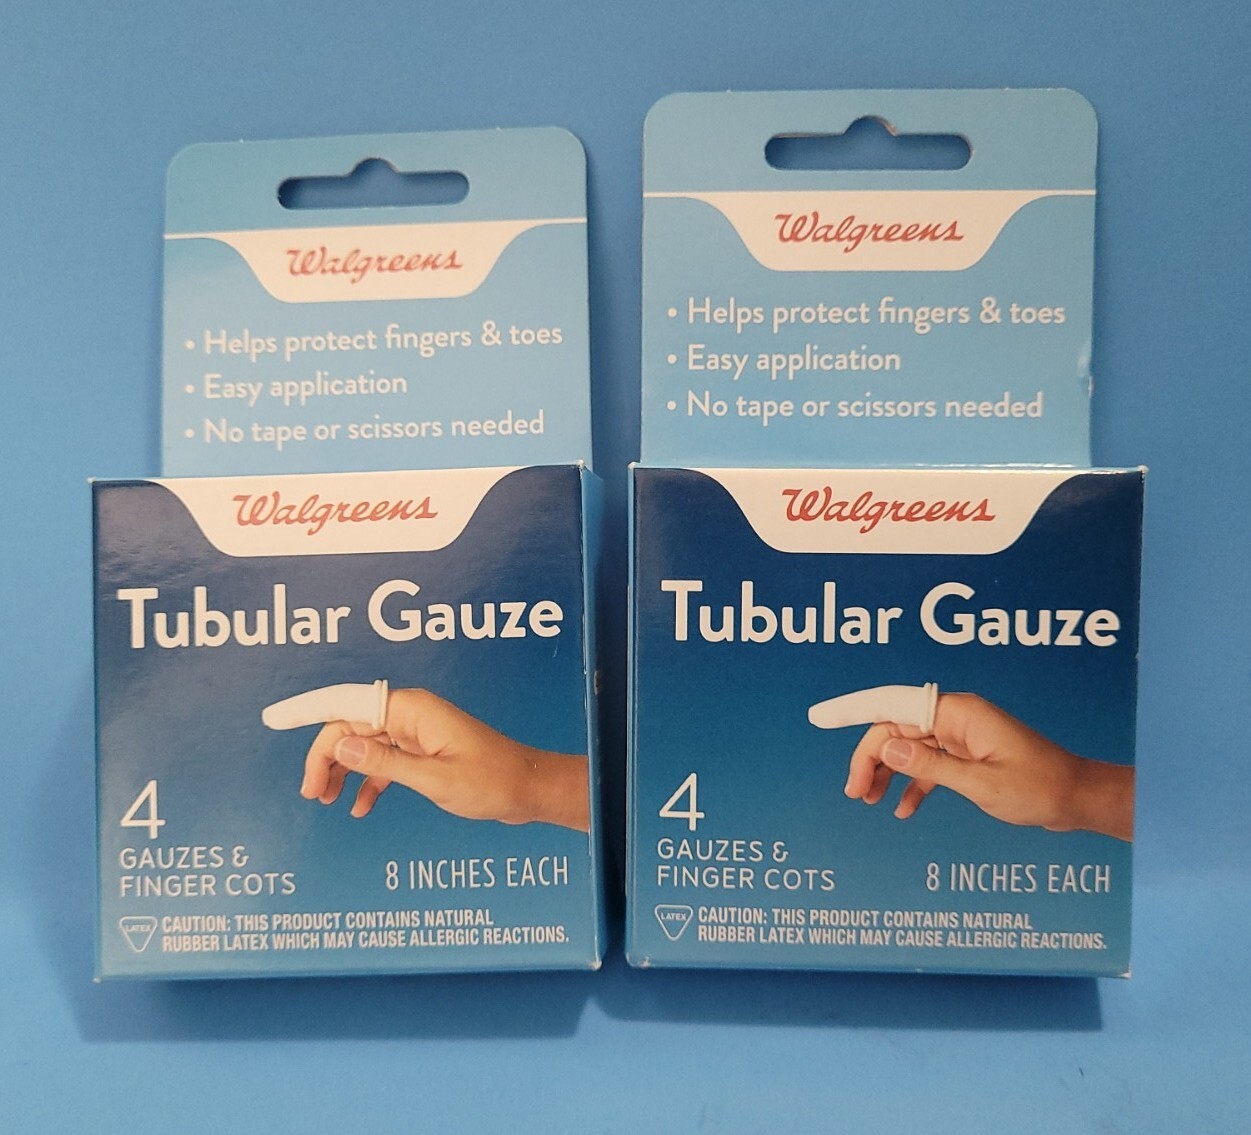 Walgreens
• Helps protect fingers & toes
• Easy application
• No tape or scissors needed
Walgreens
Tubular Gauze
4
GAUZES &
FINGER COTS
8 INCHES EACH
LATEX
CAUTION: THIS PRODUCT CONTAINS NATURAL
RUBBER LATEX WHICH MAY CAUSE ALLERGIC REACTIONS.
Walgreens
• Helps protect fingers & toes
• Easy application
• No tape or scissors needed
Walgreens
Tubular Gauze
4
GAUZES &
FINGER COTS
8 INCHES EACH
LATEX
CAUTION: THIS PRODUCT CONTAINS NATURAL
RUBBER LATEX WHICH MAY CAUSE ALLERGIC REACTIONS.